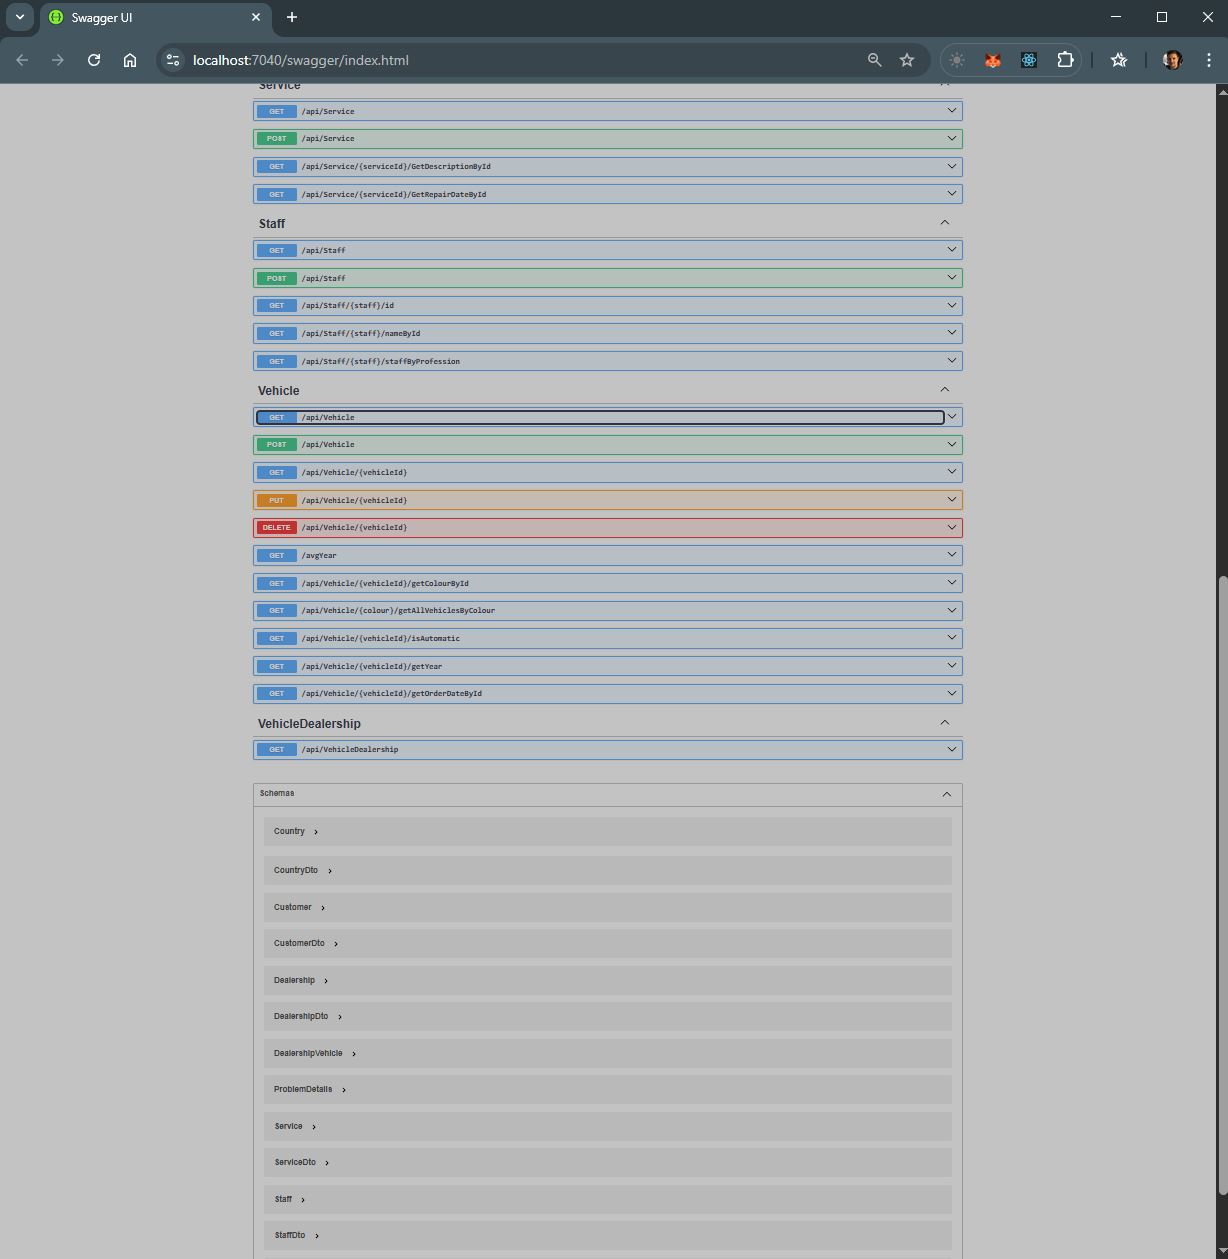 Swagger UI
localhost:7040/swagger/index.html
Service
GET /api/Service
POST /api/Service
GET /api/Service/{serviceId}/GetDescriptionById
GET /api/Service/{serviceId}/GetRepairDateById
Staff
GET /api/Staff
POST /api/Staff
GET /api/Staff/{staff}/id
GET /api/Staff/{staff}/nameById
GET /api/Staff/{staff}/staffByProfession
Vehicle
GET /api/Vehicle
POST /api/Vehicle
GET /api/Vehicle/{vehicleId}
PUT /api/Vehicle/{vehicleId}
DELETE /api/Vehicle/{vehicleId}
GET /avgYear
GET /api/Vehicle/{vehicleId}/getColourById
GET /api/Vehicle/{colour}/getAllVehiclesByColour
GET /api/Vehicle/{vehicleId}/isAutomatic
GET /api/Vehicle/{vehicleId}/getYear
GET /api/Vehicle/{vehicleId}/getOrderDateById
VehicleDealership
GET /api/VehicleDealership
Schemas
Country
CountryDto
Customer
CustomerDto
Dealership
DealershipDto
DealershipVehicle
ProblemDetails
Service
ServiceDto
Staff
StaffDto